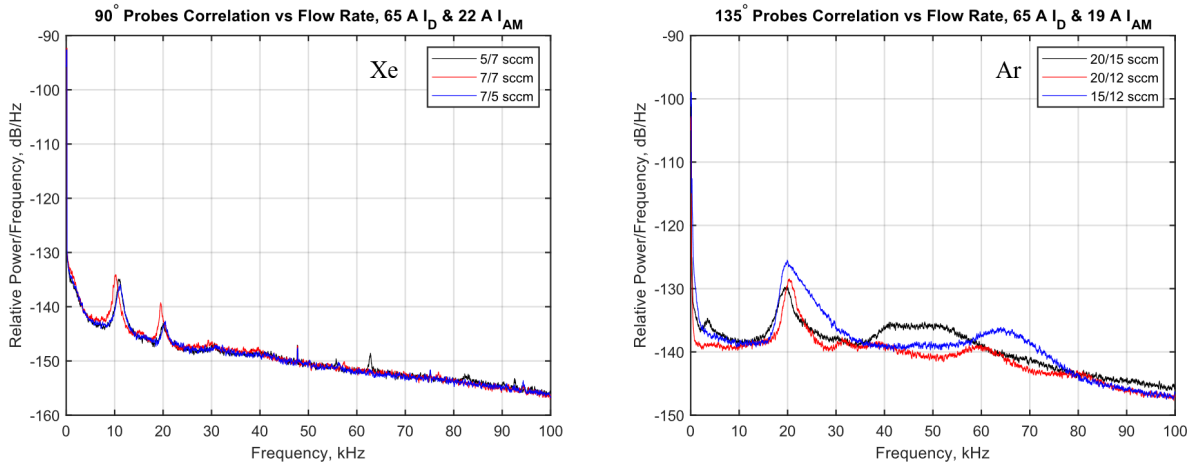 90° Probes Correlation vs Flow Rate, 65 A I_D & 22 A I_AM
Relative Power/Frequency, dB/Hz
-90
-100
-110
-120
-130
-140
-150
-160
Xe
5/7 sccm
7/7 sccm
7/5 sccm
0 10 20 30 40 50 60 70 80 90 100
Frequency, kHz
135° Probes Correlation vs Flow Rate, 65 A I_D & 19 A I_AM
Relative Power/Frequency, dB/Hz
-90
-100
-110
-120
-130
-140
-150
Ar
20/15 sccm
20/12 sccm
15/12 sccm
0 10 20 30 40 50 60 70 80 90 100
Frequency, kHz